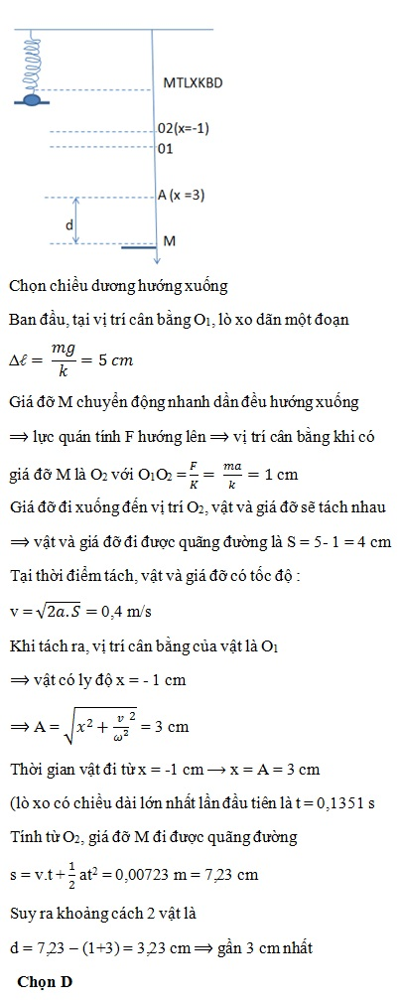 MTLXKBD
02(x=-1)
01
A (x =3)
d
M
Chọn chiều dương hướng xuống
Ban đầu, tại vị trí cân bằng O₁, lò xo dãn một đoạn
Δℓ = mg/k = 5 cm
Giá đỡ M chuyển động nhanh dần đều hướng xuống
⟹ lực quán tính F hướng lên ⟹ vị trí cân bằng khi có
giá đỡ M là O₂ với O₁O₂ = F/K = ma/k = 1 cm
Giá đỡ đi xuống đến vị trí O₂, vật và giá đỡ sẽ tách nhau
⟹ vật và giá đỡ đi được quãng đường là S = 5- 1 = 4 cm
Tại thời điểm tách, vật và giá đỡ có tốc độ :
v = √(2a.S) = 0,4 m/s
Khi tách ra, vị trí cân bằng của vật là O₁
⟹ vật có ly độ x = - 1 cm
⟹ A = √(x² + v²/ω²) = 3 cm
Thời gian vật đi từ x = -1 cm ⟶ x = A = 3 cm
(lò xo có chiều dài lớn nhất lần đầu tiên là t = 0,1351 s
Tính từ O₂, giá đỡ M đi được quãng đường
s = v.t + 1/2 at² = 0,00723 m = 7,23 cm
Suy ra khoảng cách 2 vật là
d = 7,23 – (1+3) = 3,23 cm ⟹ gần 3 cm nhất
Chọn D